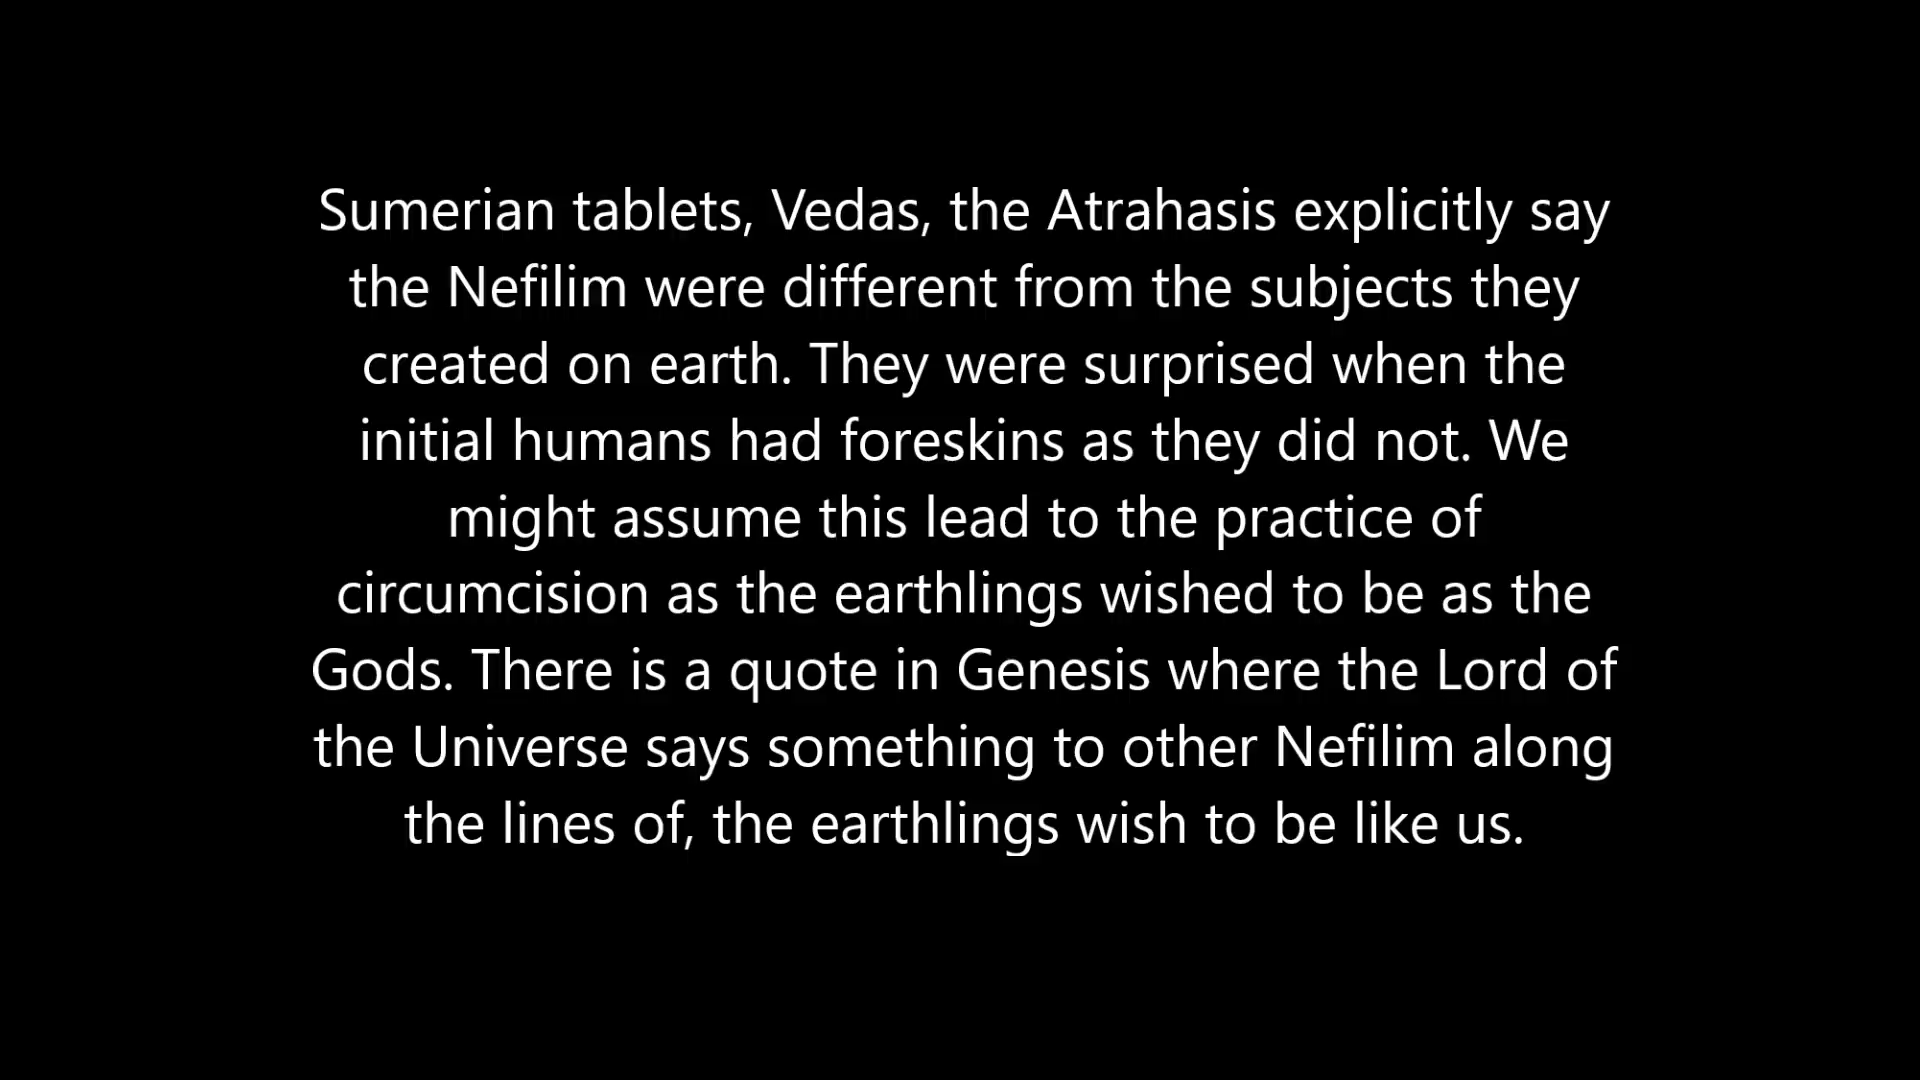 Sumerian tablets, Vedas, the Atrahasis explicitly say
the Nefilim were different from the subjects they
created on earth. They were surprised when the
initial humans had foreskins as they did not. We
might assume this lead to the practice of
circumcision as the earthlings wished to be as the
Gods. There is a quote in Genesis where the Lord of
the Universe says something to other Nefilim along
the lines of, the earthlings wish to be like us.